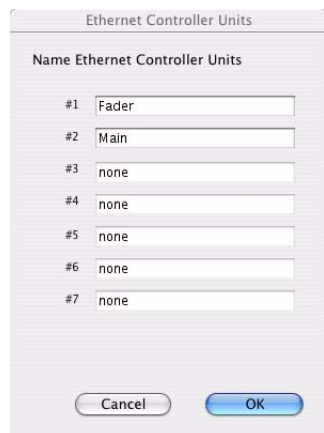 Ethernet Controller Units
Name Ethernet Controller Units
#1 Fader
#2 Main
#3 none
#4 none
#5 none
#6 none
#7 none
Cancel OK